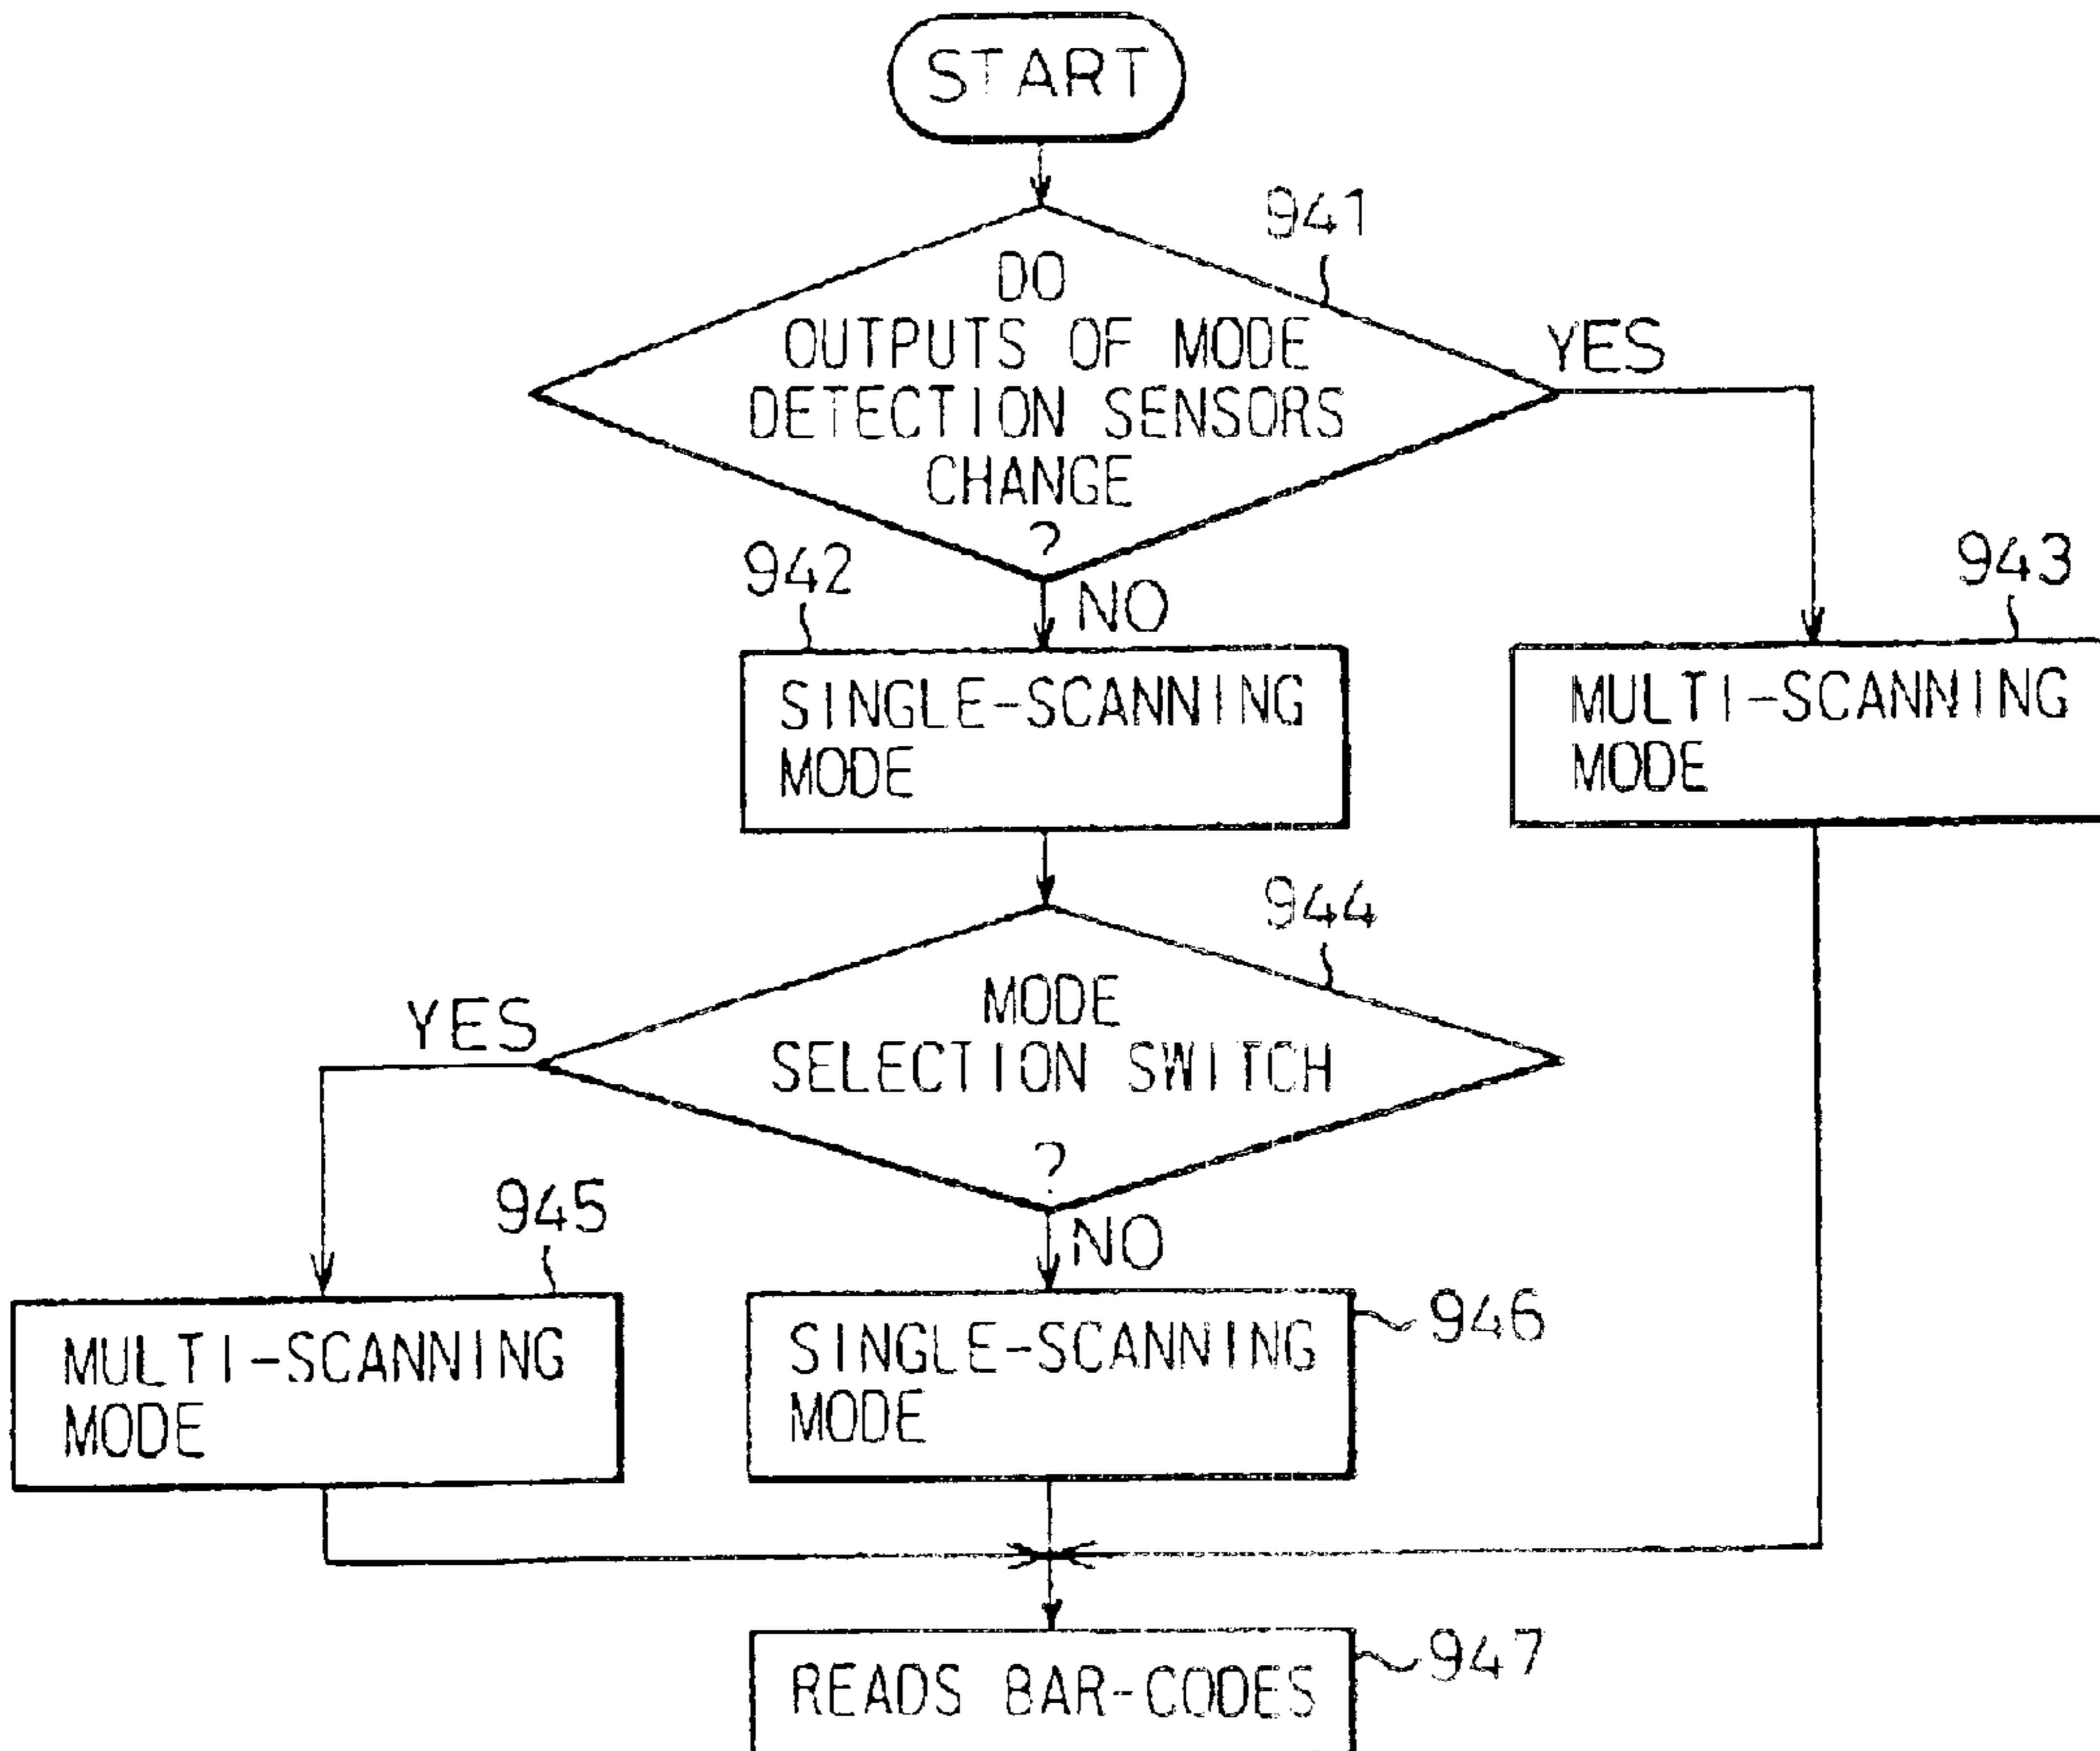 START
941
DO
OUTPUTS OF MODE
DETECTION SENSORS
CHANGE
?
YES
NO
942
SINGLE-SCANNING
MODE
943
MULTI-SCANNING
MODE
944
MODE
SELECTION SWITCH
?
YES
NO
945
MULTI-SCANNING
MODE
946
SINGLE-SCANNING
MODE
947
READS BAR-CODES